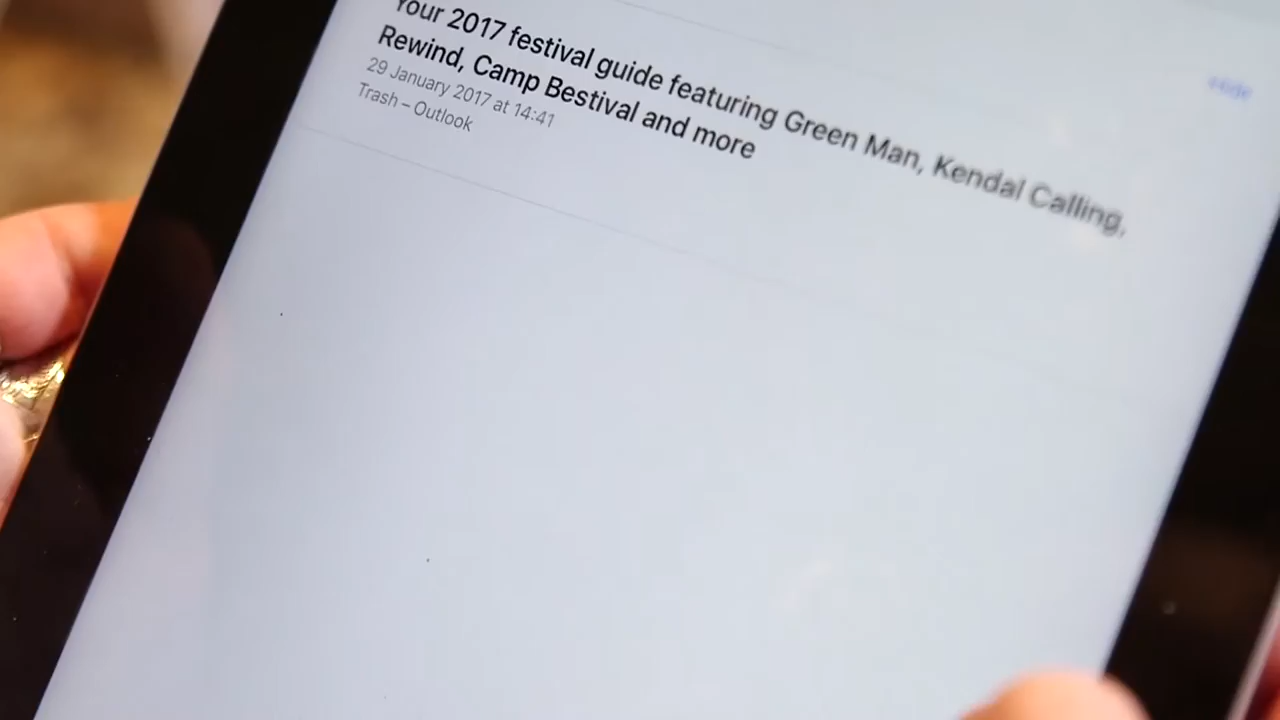 Your 2017 festival guide featuring Green Man, Kendal Calling,
Rewind, Camp Bestival and more
29 January 2017 at 14:41
Trash – Outlook
Hide